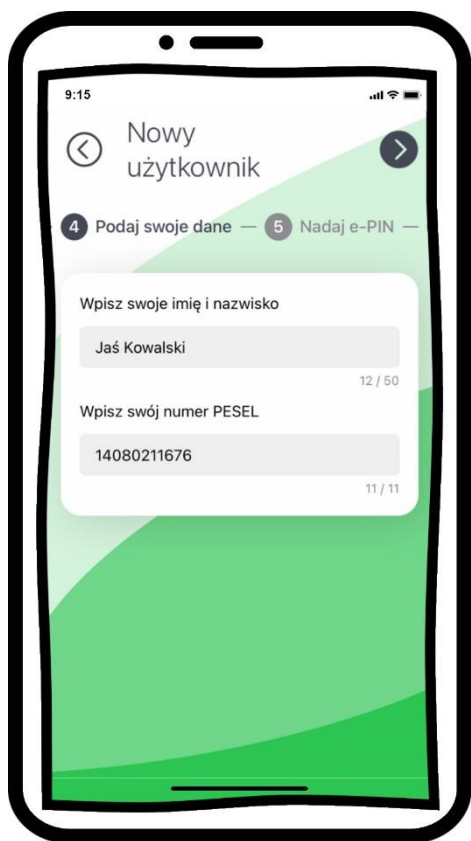 9:15
Nowy
użytkownik
4 Podaj swoje dane — 5 Nadaj e-PIN —
Wpisz swoje imię i nazwisko
Jaś Kowalski
12 / 50
Wpisz swój numer PESEL
14080211676
11 / 11